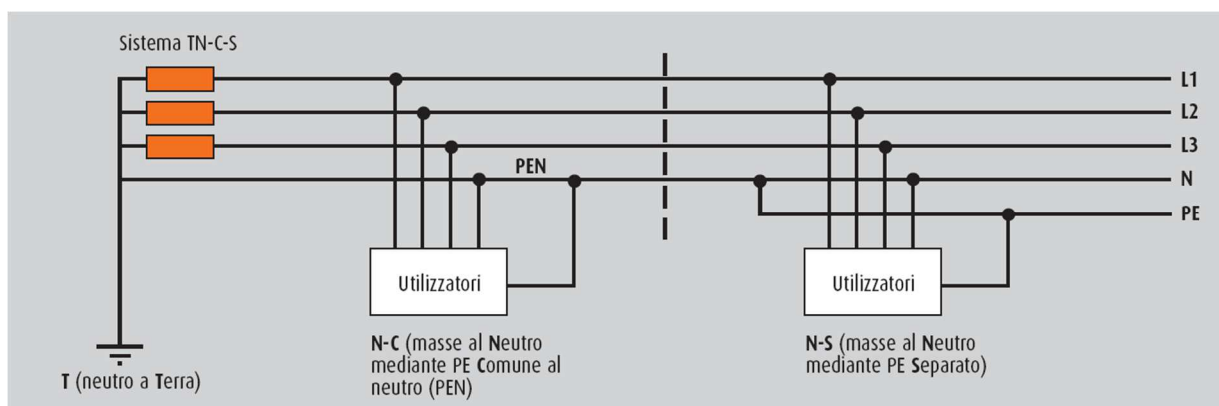 Sistema TN-C-S
L1
L2
L3
PEN
N
PE
Utilizzatori
Utilizzatori
N-C (masse al Neutro
mediante PE Comune al
neutro (PEN)
N-S (masse al Neutro
mediante PE Separato)
T (neutro a Terra)